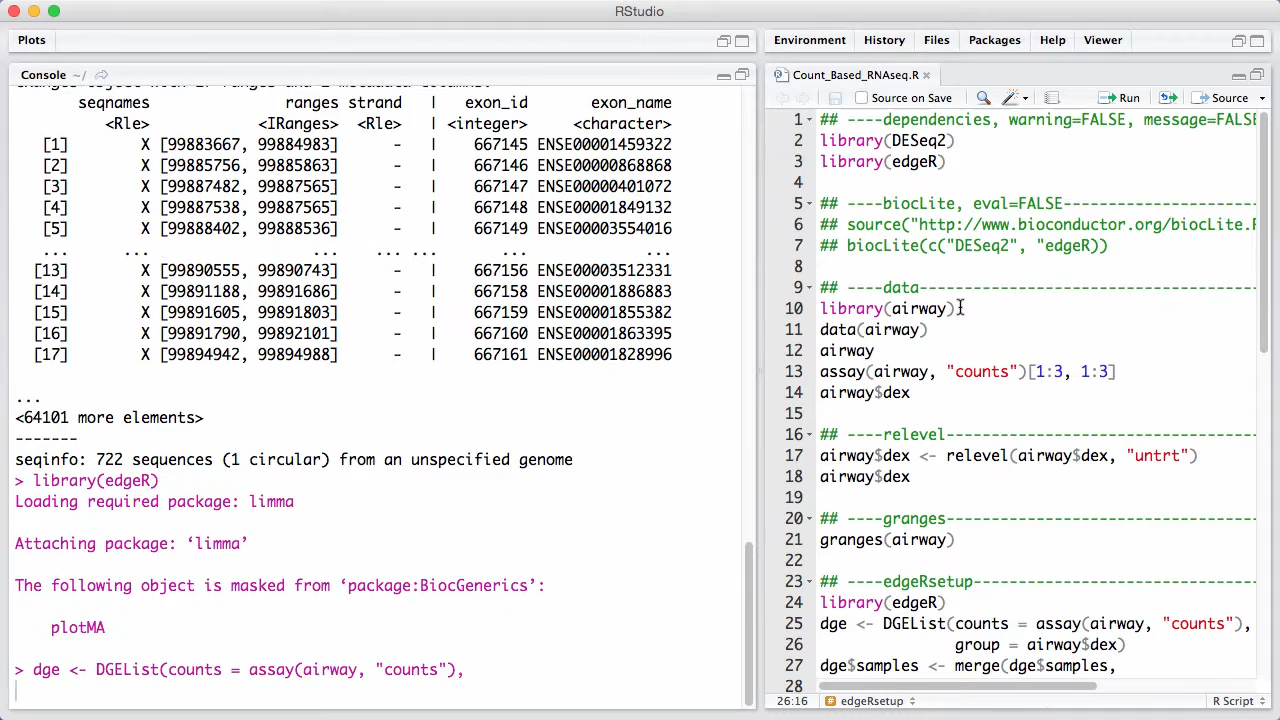 RStudio
Plots
Console ~/
seqnames ranges strand | exon_id exon_name
<Rle> <IRanges> <Rle> | <integer> <character>
[1] X [99883667, 99884983] - | 667145 ENSE00001459322
[2] X [99885756, 99885863] - | 667146 ENSE00000868868
[3] X [99887482, 99887565] - | 667147 ENSE00000401072
[4] X [99887538, 99887565] - | 667148 ENSE00001849132
[5] X [99888402, 99888536] - | 667149 ENSE00003554016
... ... ... ... ... ... ...
[13] X [99890555, 99890743] - | 667156 ENSE00003512331
[14] X [99891188, 99891686] - | 667158 ENSE00001886883
[15] X [99891605, 99891803] - | 667159 ENSE00001855382
[16] X [99891790, 99892101] - | 667160 ENSE00001863395
[17] X [99894942, 99894988] - | 667161 ENSE00001828996
...
<64101 more elements>
-------
seqinfo: 722 sequences (1 circular) from an unspecified genome
> library(edgeR)
Loading required package: limma
Attaching package: ‘limma’
The following object is masked from ‘package:BiocGenerics’:
plotMA
> dge <- DGEList(counts = assay(airway, "counts"),
Environment History Files Packages Help Viewer
Count_Based_RNAseq.R
Source on Save Run Source
1 ## ----dependencies, warning=FALSE, message=FALSE
2 library(DESeq2)
3 library(edgeR)
4
5 ## ----biocLite, eval=FALSE----------------------
6 ## source("http://www.bioconductor.org/biocLite.R
7 ## biocLite(c("DESeq2", "edgeR))
8
9 ## ----data--------------------------------------
10 library(airway)
11 data(airway)
12 airway
13 assay(airway, "counts")[1:3, 1:3]
14 airway$dex
15
16 ## ----relevel-----------------------------------
17 airway$dex <- relevel(airway$dex, "untrt")
18 airway$dex
19
20 ## ----granges-----------------------------------
21 granges(airway)
22
23 ## ----edgeRsetup--------------------------------
24 library(edgeR)
25 dge <- DGEList(counts = assay(airway, "counts"),
26 group = airway$dex)
27 dge$samples <- merge(dge$samples,
28
26:16 # edgeRsetup R Script